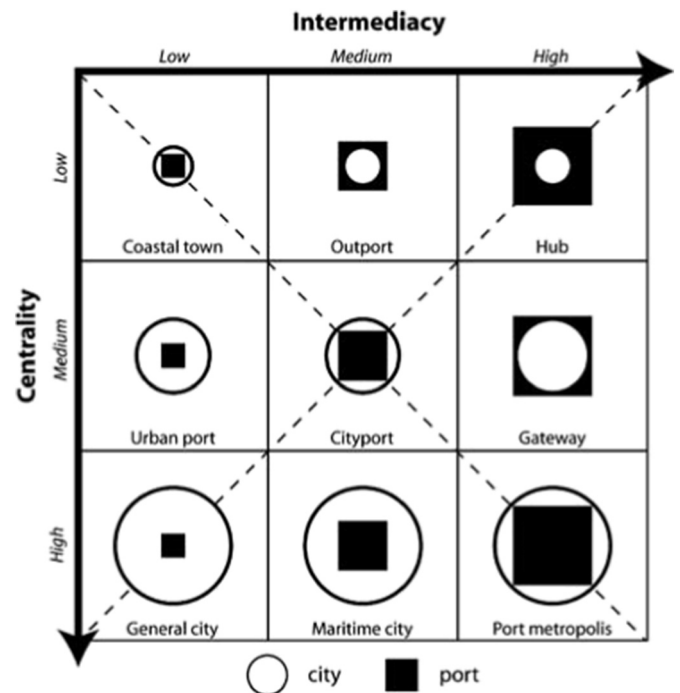 Intermediacy
Low Medium High
Centrality
Low
Coastal town Outport Hub
Medium
Urban port Cityport Gateway
High
General city Maritime city Port metropolis
city port